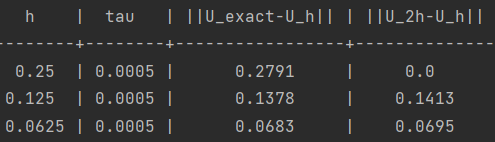 h | tau | ||U_exact-U_h|| | ||U_2h-U_h||
--------+--------+-----------------+--------------
0.25 | 0.0005 | 0.2791 | 0.0
0.125 | 0.0005 | 0.1378 | 0.1413
0.0625 | 0.0005 | 0.0683 | 0.0695